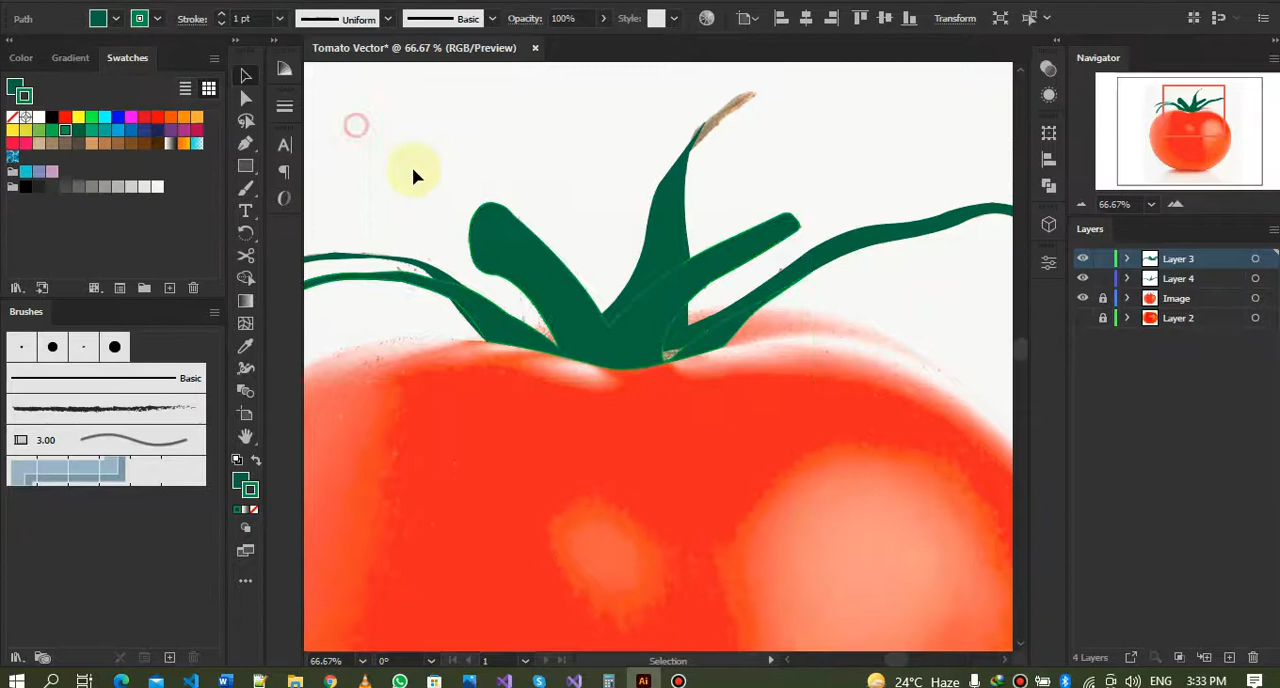 Path Stroke: 1 pt Uniform Basic Opacity: 100% Style: Transform
Color Gradient Swatches
Tomato Vector* @ 66.67 % (RGB/Preview)
Navigator
66.67%
Layers
Layer 3
Layer 4
Image
Layer 2
Brushes
Basic
3.00
66.67% 0° 1 Selection
4 Layers
24°C Haze ENG 3:33 PM